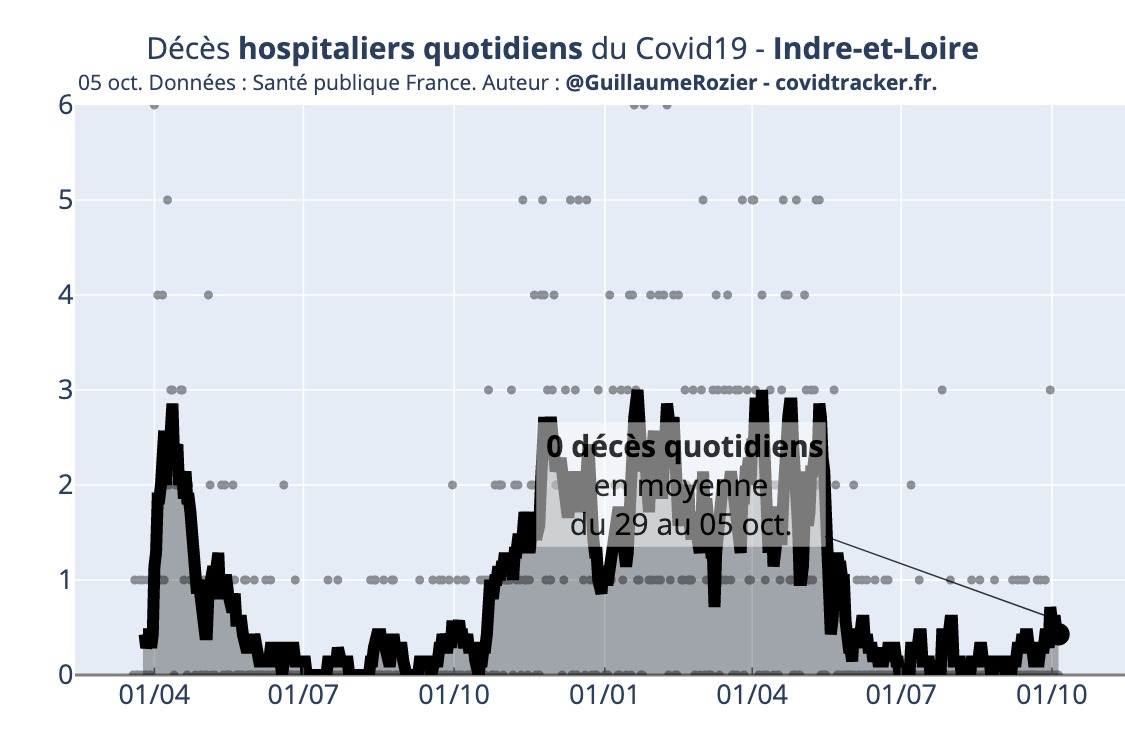 Décès hospitaliers quotidiens du Covid19 - Indre-et-Loire
05 oct. Données : Santé publique France. Auteur : @GuillaumeRozier - covidtracker.fr.
6
5
4
3
0 décès quotidiens
2
en moyenne
du 29 au 05 oct.
1
0
01/04 01/07 01/10 01/01 01/04 01/07 01/10